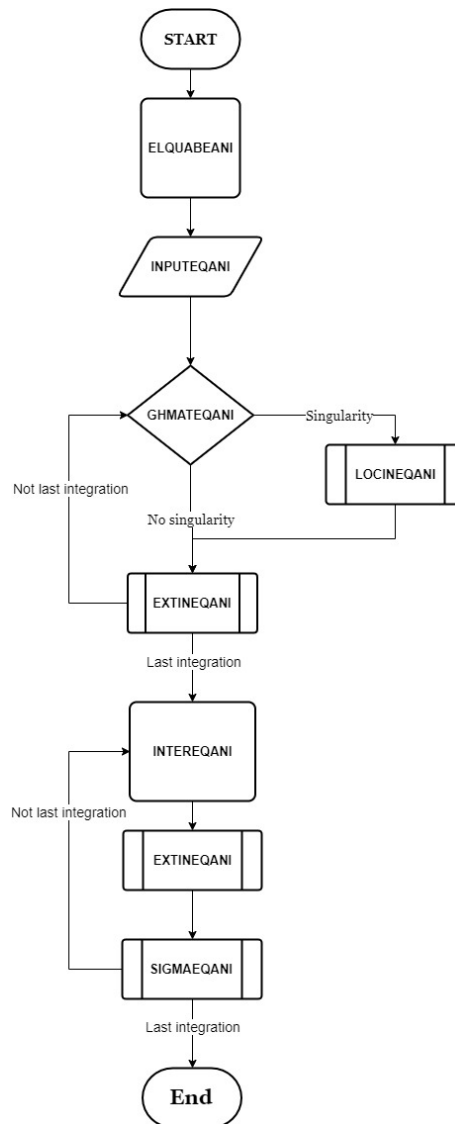 START
ELQUABEANI
INPUTEQANI
GHMATEQANI
Singularity
LOCINEQANI
Not last integration
No singularity
EXTINEQANI
Last integration
INTEREQANI
Not last integration
EXTINEQANI
SIGMAEQANI
Last integration
End